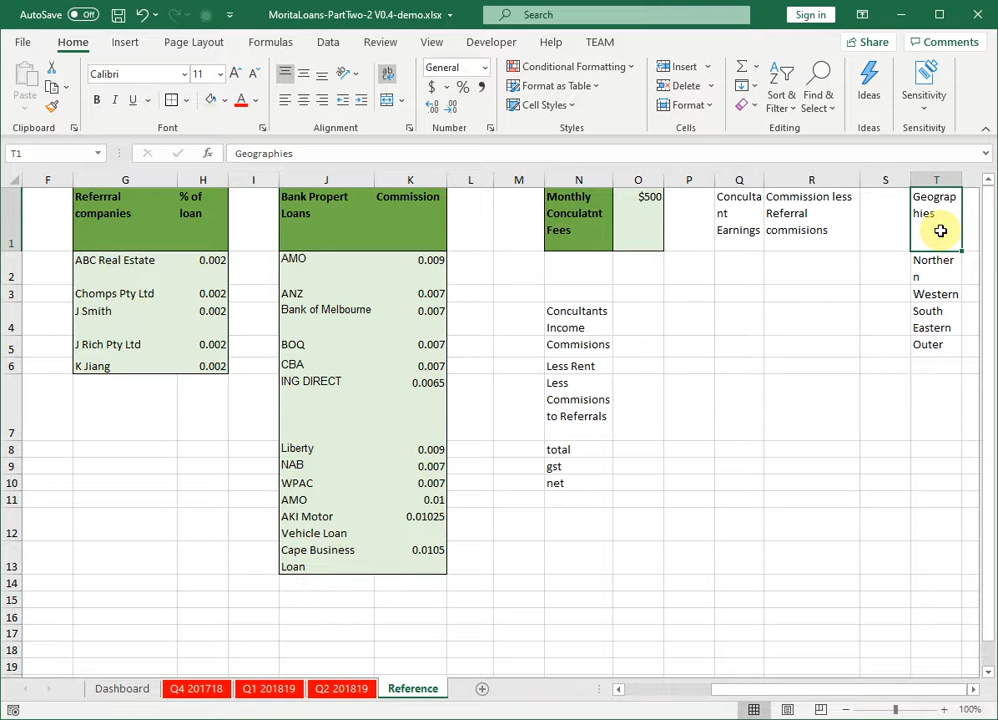 AutoSave Off MoritaLoans-PartTwo-2 V0.4-demo.xlsx Search Sign in
File Home Insert Page Layout Formulas Data Review View Developer Help TEAM Share Comments
Paste Calibri 11 A A General Conditional Formatting Insert Sort & Find & Ideas Sensitivity
B I U A $ % Format as Table Delete Filter Select
Cell Styles Format
Clipboard Font Alignment Number Styles Cells Editing Ideas Sensitivity
T1 fx Geographies
F G H I J K L M N O P Q R S T
1
Referrral companies
% of loan
Bank Propert Loans
Commission
Monthly Conculatnt Fees
$500
Conculta
nt
Earnings
Commission less
Referral
commisions
Geograp
hies
2 ABC Real Estate 0.002 AMO 0.009 Norther
n
3 Chomps Pty Ltd 0.002 ANZ 0.007 Western
4 J Smith 0.002 Bank of Melbourne 0.007 Concultants
Income
South
Eastern
5 J Rich Pty Ltd 0.002 BOQ 0.007 Commisions Outer
6 K Jiang 0.002 CBA 0.007 Less Rent
7 ING DIRECT 0.0065 Less
Commisions
to Referrals
8 Liberty 0.009 total
9 NAB 0.007 gst
10 WPAC 0.007 net
11 AMO 0.01
12 AKI Motor
Vehicle Loan
0.01025
13 Cape Business
Loan
0.0105
14
15
16
17
18
19
Dashboard Q4 201718 Q1 201819 Q2 201819 Reference
100%